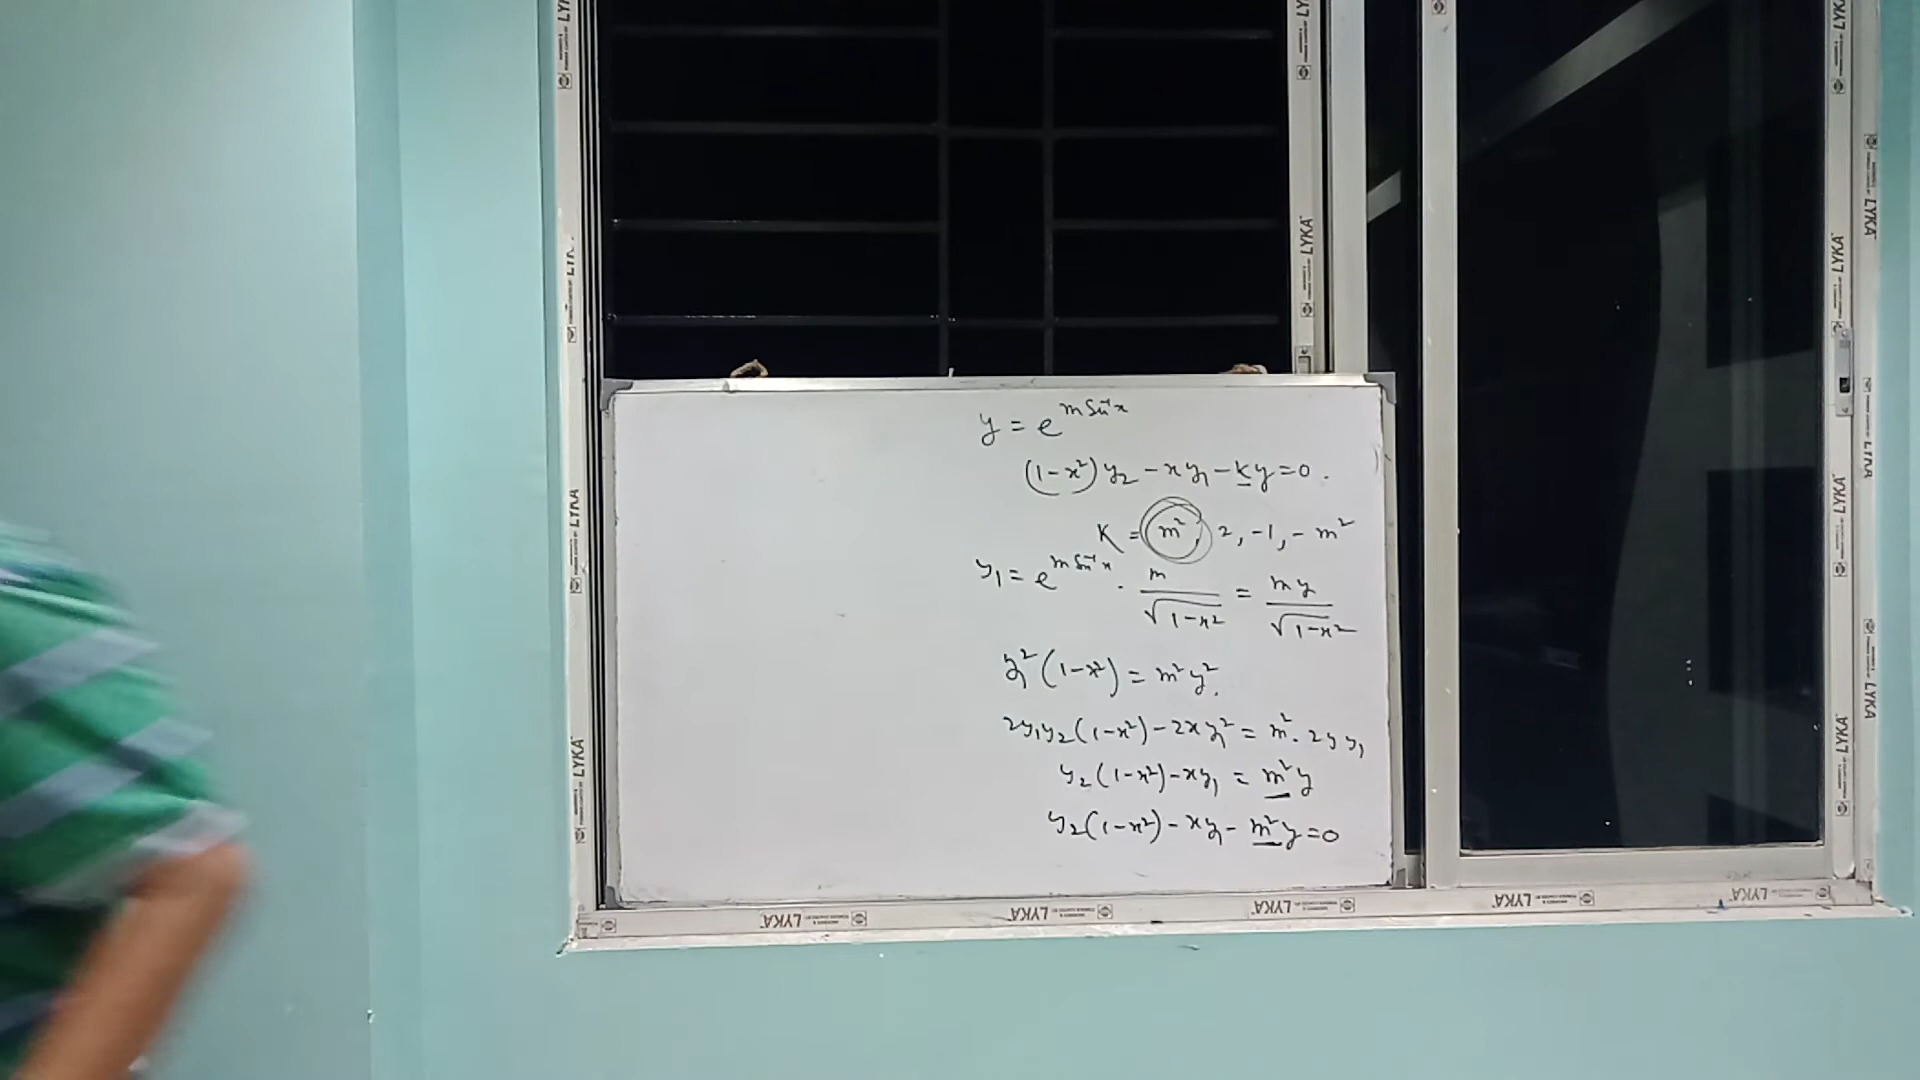 y = e^{m Sin⁻¹x}
(1-x²)y₂ - xy₁ - ky = 0.
K = m², 2, -1, -m²
y₁ = e^{m Sin⁻¹x} · m/√(1-x²) = my/√(1-x²)
y₁²(1-x²) = m²y².
2y₁y₂(1-x²) - 2xy₁² = m². 2yy₁
y₂(1-x²) - xy₁ = m²y
y₂(1-x²) - xy₁ - m²y = 0
LYKA
LYKA
LYKA
LYKA
LYKA
LYKA
LYKA
LYKA
LYKA
LYKA
LYKA
LYKA
LYKA
LYKA